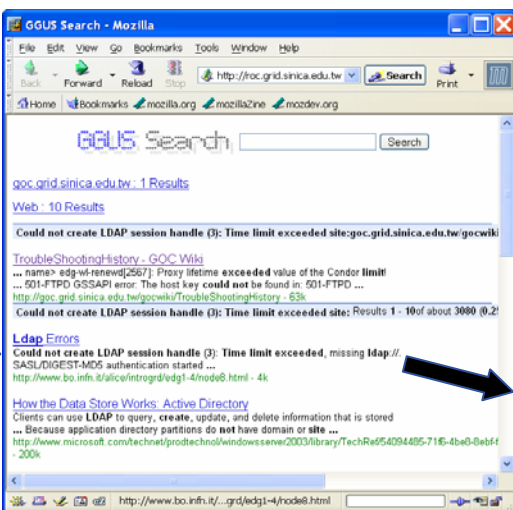 GGUS Search - Mozilla
File Edit View Go Bookmarks Tools Window Help
Back Forward Reload Stop http://roc.grid.sinica.edu.tw Search Print
Home Bookmarks mozilla.org mozillaZine mozdev.org
GGUS Search Search
goc.grid.sinica.edu.tw : 1 Results
Web : 10 Results
Could not create LDAP session handle (3): Time limit exceeded site:goc.grid.sinica.edu.tw/gocwiki
TroubleShootingHistory - GOC Wiki
... name> edg-wl-renewd[2567]: Proxy lifetime exceeded value of the Condor limit!
... 501-FTPD GSSAPI error: The host key could not be found in: 501-FTPD ...
http://goc.grid.sinica.edu.tw/gocwiki/TroubleShootingHistory - 63k
Could not create LDAP session handle (3): Time limit exceeded site: Results 1 - 10of about 3080 (0.2
Ldap Errors
Could not create LDAP session handle (3): Time limit exceeded, missing ldap://.
SASL/DIGEST-MD5 authentication started ...
http://www.bo.infn.it/alice/introgrd/edg1-4/node8.html - 4k
How the Data Store Works: Active Directory
Clients can use LDAP to query, create, update, and delete information that is stored
... Because application directory partitions do not have domain or site ...
http://www.microsoft.com/technet/prodtechnol/windowsserver2003/library/TechRef/54094485-71f6-4be8-8ebf-f
- 200k
http://www.bo.infn.it/...grd/edg1-4/node8.html